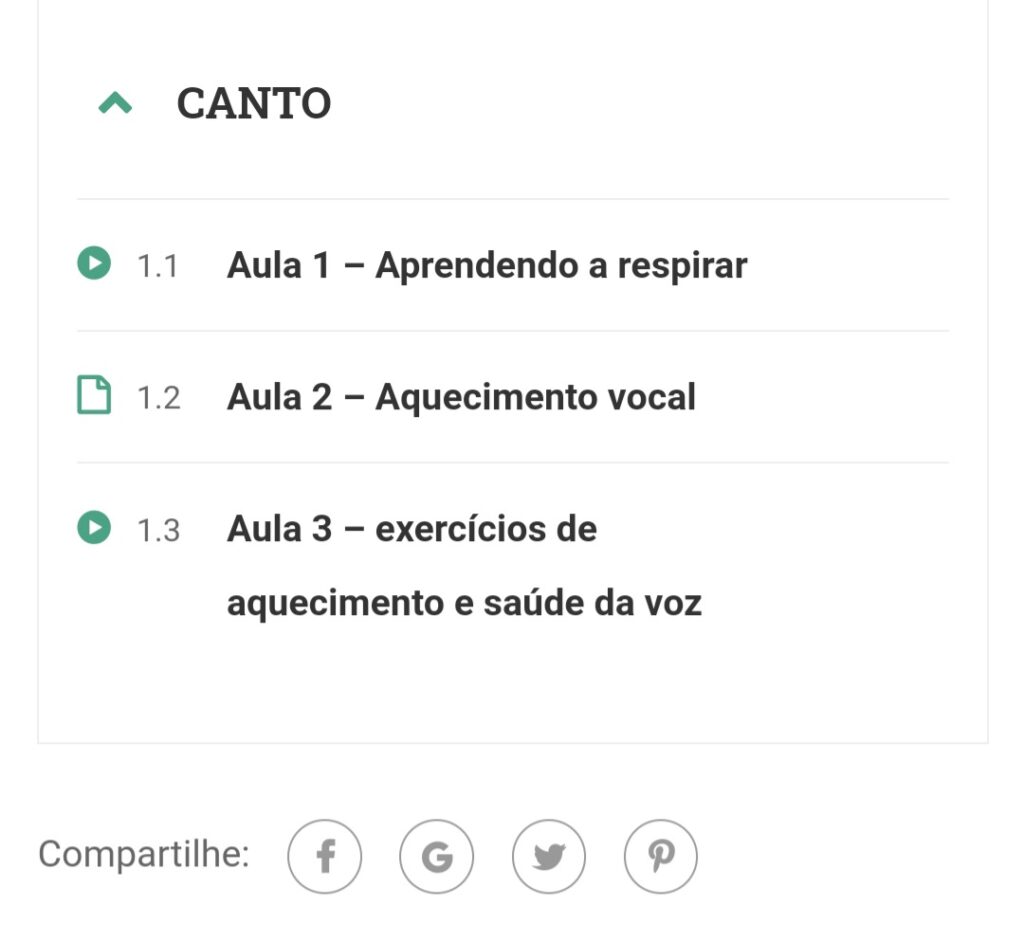 CANTO
1.1 Aula 1 – Aprendendo a respirar
1.2 Aula 2 – Aquecimento vocal
1.3 Aula 3 – exercícios de
aquecimento e saúde da voz
Compartilhe: